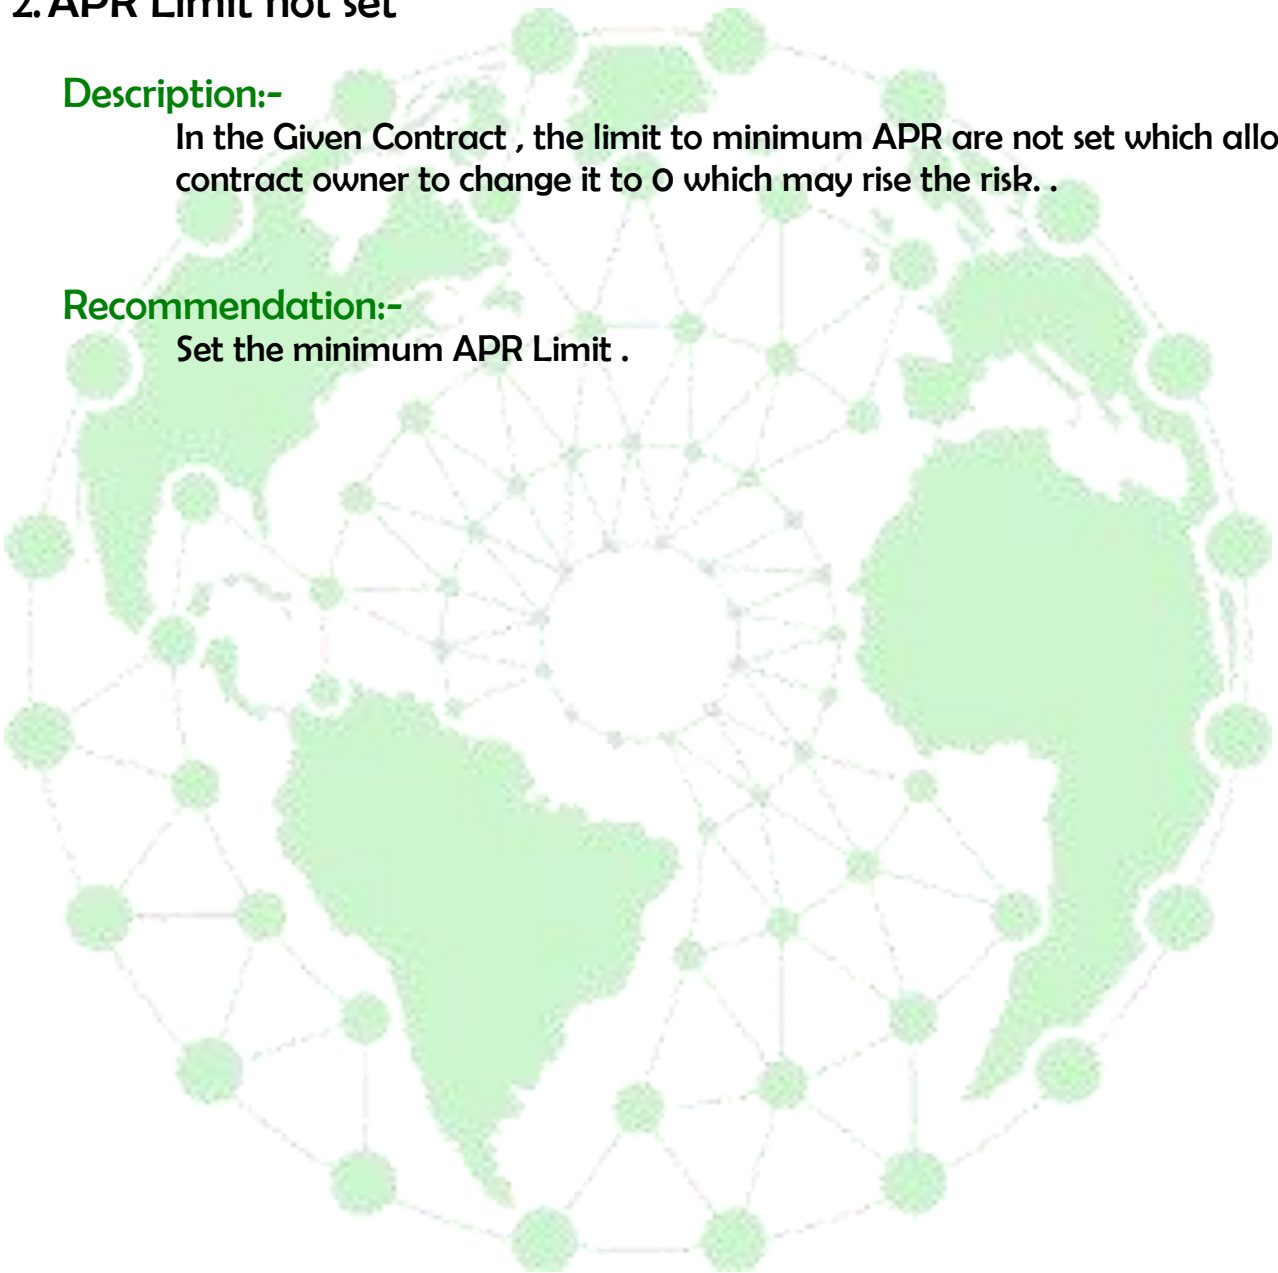 2. APR Limit not set
Description:-
In the Given Contract , the limit to minimum APR are not set which allo
contract owner to change it to 0 which may rise the risk. .
Recommendation:-
Set the minimum APR Limit .